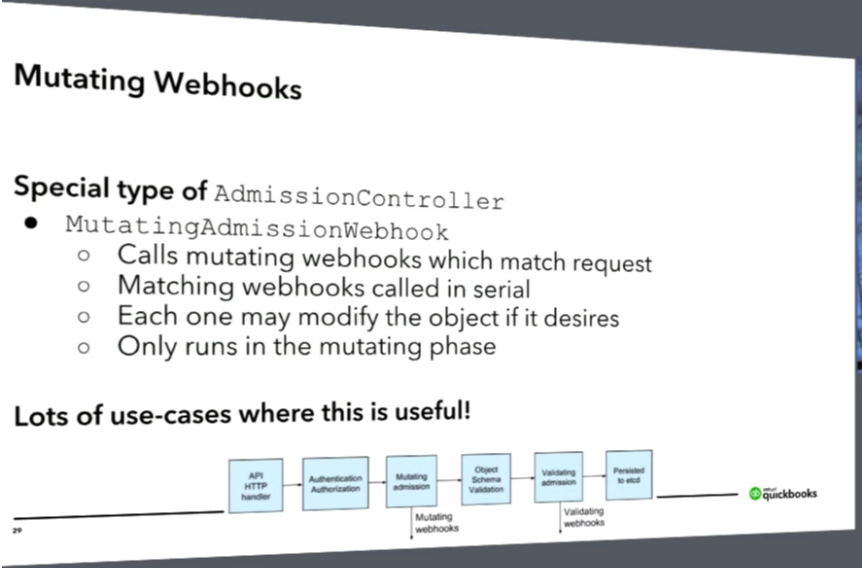 Mutating Webhooks
Special type of AdmissionController
● MutatingAdmissionWebhook
○ Calls mutating webhooks which match request
○ Matching webhooks called in serial
○ Each one may modify the object if it desires
○ Only runs in the mutating phase
Lots of use-cases where this is useful!
API
HTTP
handler
Authentication
Authorization
Mutating
admission
Object
Schema
Validation
Validating
admission
Persisted
to etcd
Mutating
webhooks
Validating
webhooks
29
intuit
quickbooks